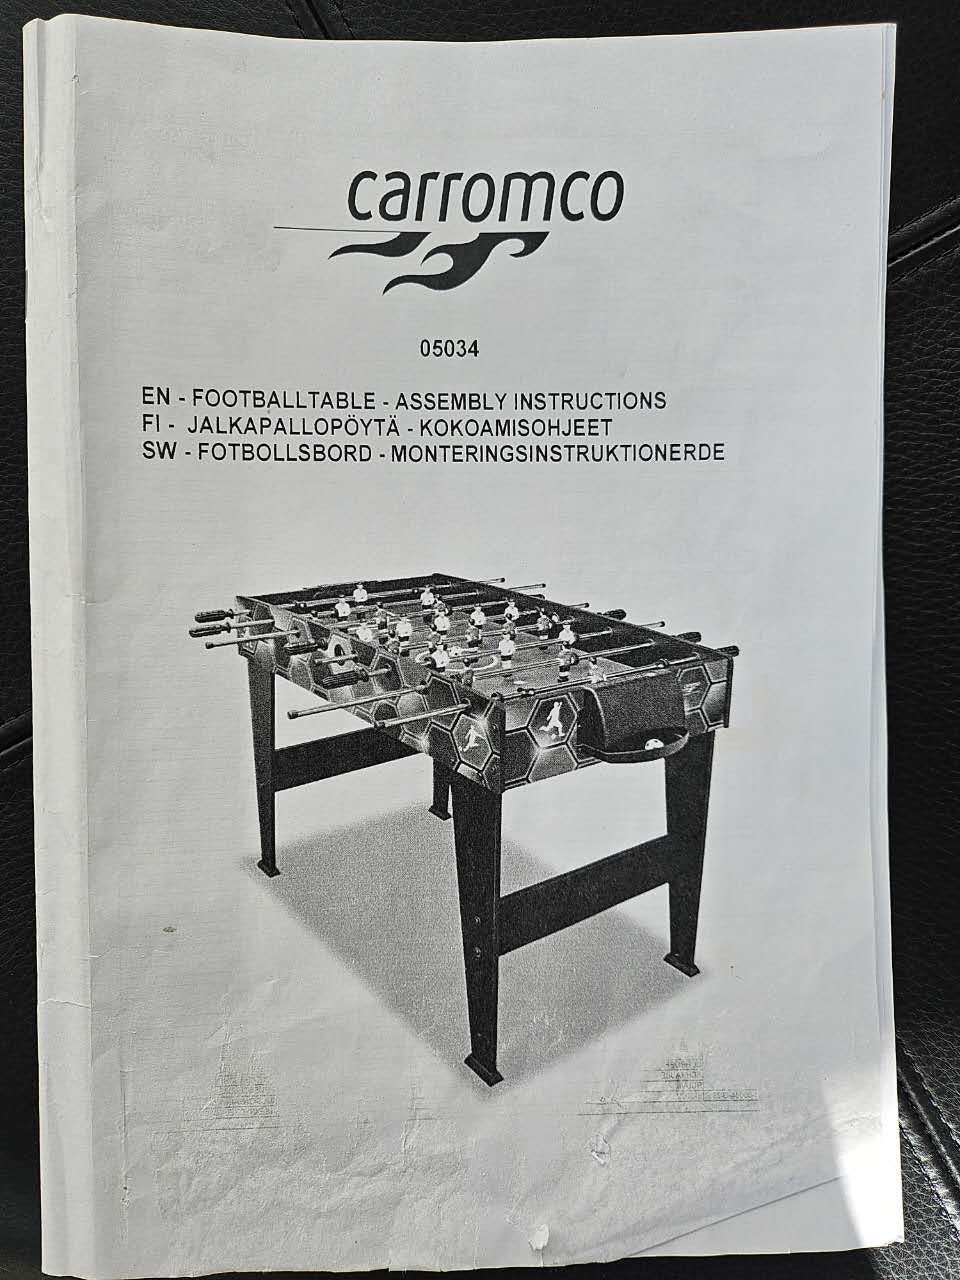 carromco
05034
EN - FOOTBALLTABLE - ASSEMBLY INSTRUCTIONS
FI - JALKAPALLOPÖYTÄ - KOKOAMISOHJEET
SW - FOTBOLLSBORD - MONTERINGSINSTRUKTIONERDE